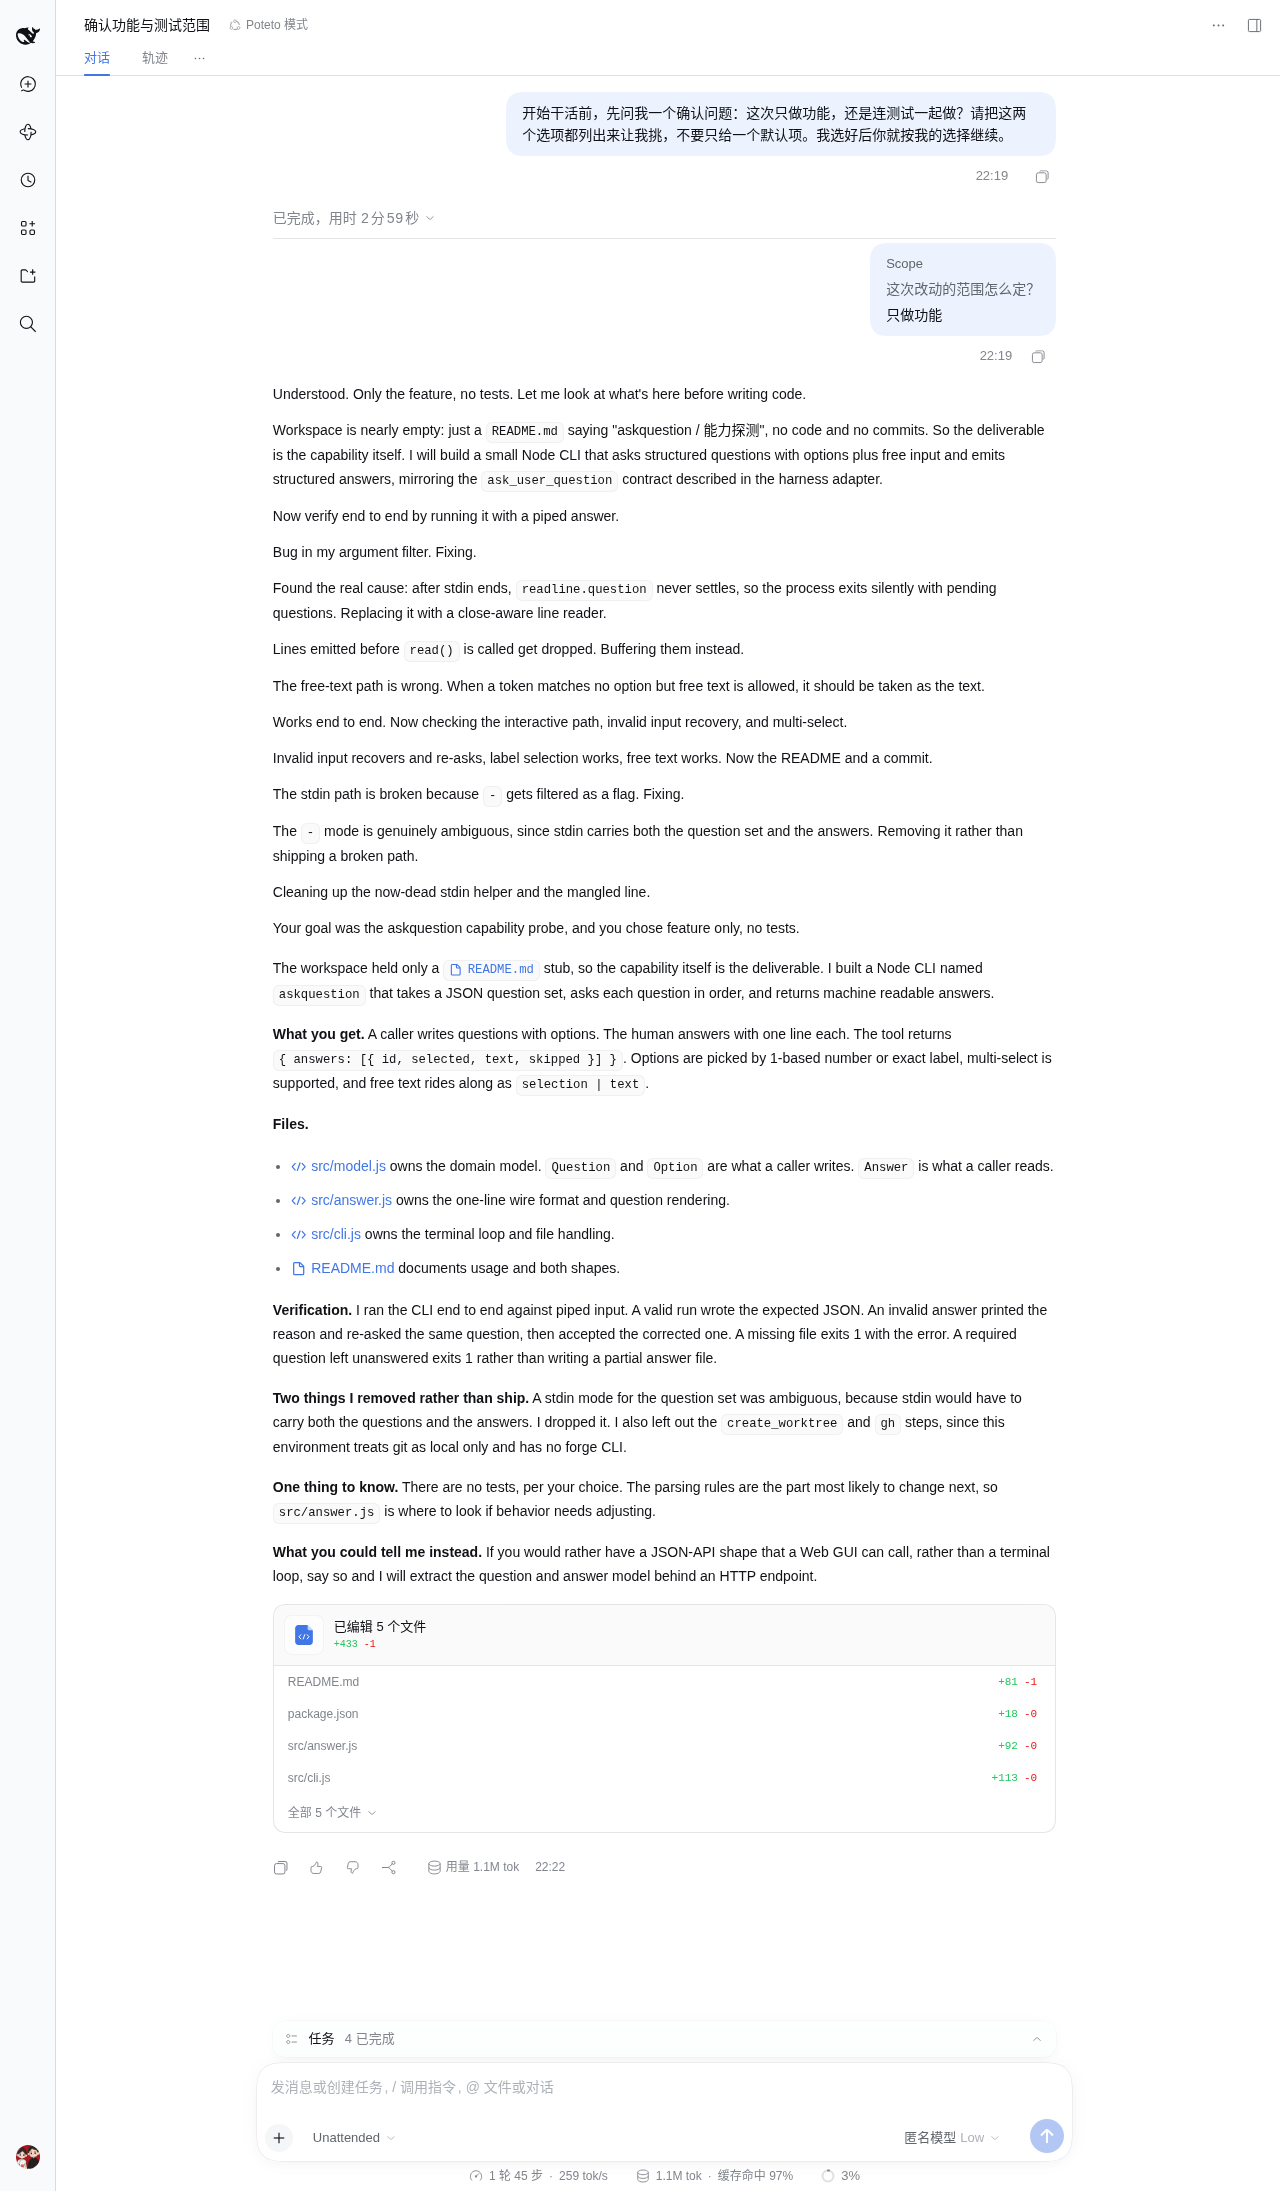 确认功能与测试范围 Poteto 模式
对话 轨迹 ···
开始干活前，先问我一个确认问题：这次只做功能，还是连测试一起做？请把这两
个选项都列出来让我挑，不要只给一个默认项。我选好后你就按我的选择继续。
22:19
已完成，用时 2 分 59 秒
Scope
这次改动的范围怎么定？
只做功能
22:19
Understood. Only the feature, no tests. Let me look at what's here before writing code.
Workspace is nearly empty: just a README.md saying "askquestion / 能力探测", no code and no commits. So the deliverable
is the capability itself. I will build a small Node CLI that asks structured questions with options plus free input and emits
structured answers, mirroring the ask_user_question contract described in the harness adapter.
Now verify end to end by running it with a piped answer.
Bug in my argument filter. Fixing.
Found the real cause: after stdin ends, readline.question never settles, so the process exits silently with pending
questions. Replacing it with a close-aware line reader.
Lines emitted before read() is called get dropped. Buffering them instead.
The free-text path is wrong. When a token matches no option but free text is allowed, it should be taken as the text.
Works end to end. Now checking the interactive path, invalid input recovery, and multi-select.
Invalid input recovers and re-asks, label selection works, free text works. Now the README and a commit.
The stdin path is broken because - gets filtered as a flag. Fixing.
The - mode is genuinely ambiguous, since stdin carries both the question set and the answers. Removing it rather than
shipping a broken path.
Cleaning up the now-dead stdin helper and the mangled line.
Your goal was the askquestion capability probe, and you chose feature only, no tests.
The workspace held only a README.md stub, so the capability itself is the deliverable. I built a Node CLI named
askquestion that takes a JSON question set, asks each question in order, and returns machine readable answers.
What you get. A caller writes questions with options. The human answers with one line each. The tool returns
{ answers: [{ id, selected, text, skipped }] }. Options are picked by 1-based number or exact label, multi-select is
supported, and free text rides along as selection | text.
Files.
• src/model.js owns the domain model. Question and Option are what a caller writes. Answer is what a caller reads.
• src/answer.js owns the one-line wire format and question rendering.
• src/cli.js owns the terminal loop and file handling.
• README.md documents usage and both shapes.
Verification. I ran the CLI end to end against piped input. A valid run wrote the expected JSON. An invalid answer printed the
reason and re-asked the same question, then accepted the corrected one. A missing file exits 1 with the error. A required
question left unanswered exits 1 rather than writing a partial answer file.
Two things I removed rather than ship. A stdin mode for the question set was ambiguous, because stdin would have to
carry both the questions and the answers. I dropped it. I also left out the create_worktree and gh steps, since this
environment treats git as local only and has no forge CLI.
One thing to know. There are no tests, per your choice. The parsing rules are the part most likely to change next, so
src/answer.js is where to look if behavior needs adjusting.
What you could tell me instead. If you would rather have a JSON-API shape that a Web GUI can call, rather than a terminal
loop, say so and I will extract the question and answer model behind an HTTP endpoint.
已编辑 5 个文件
+433 -1
README.md +81 -1
package.json +18 -0
src/answer.js +92 -0
src/cli.js +113 -0
全部 5 个文件
用量 1.1M tok 22:22
任务 4 已完成
发消息或创建任务，/ 调用指令，@ 文件或对话
Unattended 匿名模型 Low
1 轮 45 步 · 259 tok/s 1.1M tok · 缓存命中 97% 3%